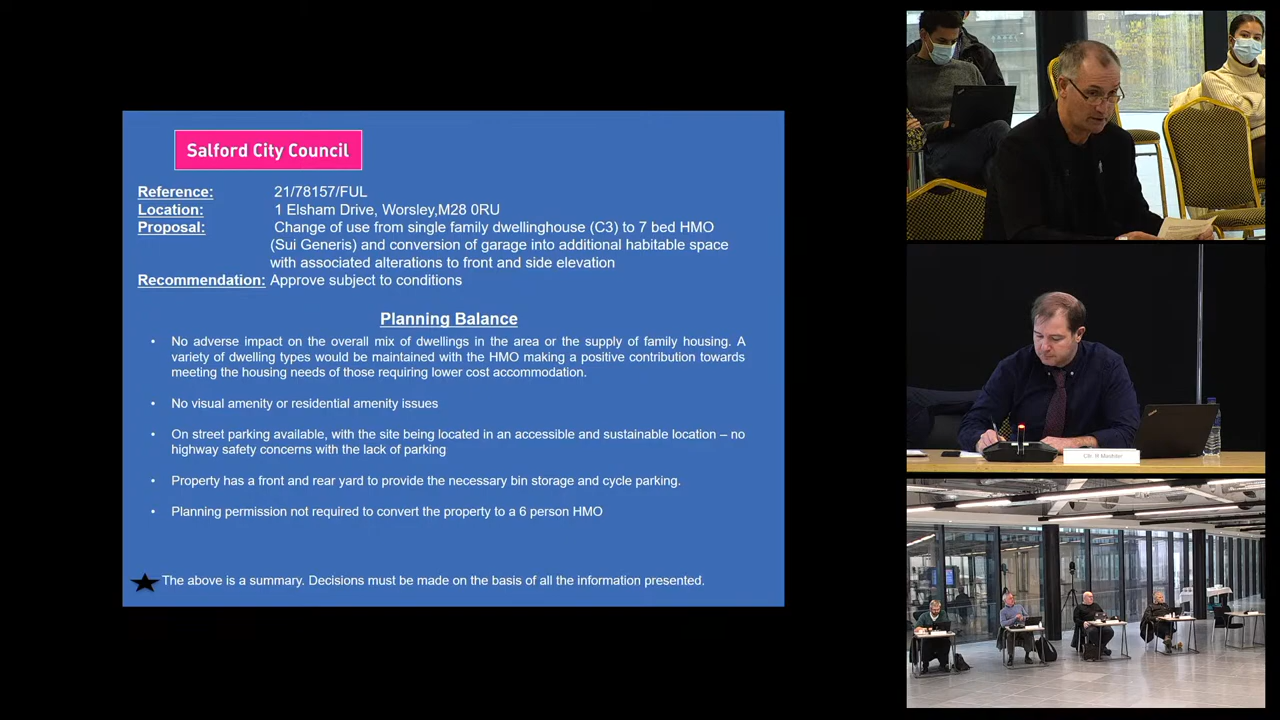 Salford City Council
Reference: 21/78157/FUL
Location: 1 Elsham Drive, Worsley,M28 0RU
Proposal: Change of use from single family dwellinghouse (C3) to 7 bed HMO
(Sui Generis) and conversion of garage into additional habitable space
with associated alterations to front and side elevation
Recommendation: Approve subject to conditions
Planning Balance
• No adverse impact on the overall mix of dwellings in the area or the supply of family housing. A
variety of dwelling types would be maintained with the HMO making a positive contribution towards
meeting the housing needs of those requiring lower cost accommodation.
• No visual amenity or residential amenity issues
• On street parking available, with the site being located in an accessible and sustainable location – no
highway safety concerns with the lack of parking
• Property has a front and rear yard to provide the necessary bin storage and cycle parking.
• Planning permission not required to convert the property to a 6 person HMO
The above is a summary. Decisions must be made on the basis of all the information presented.